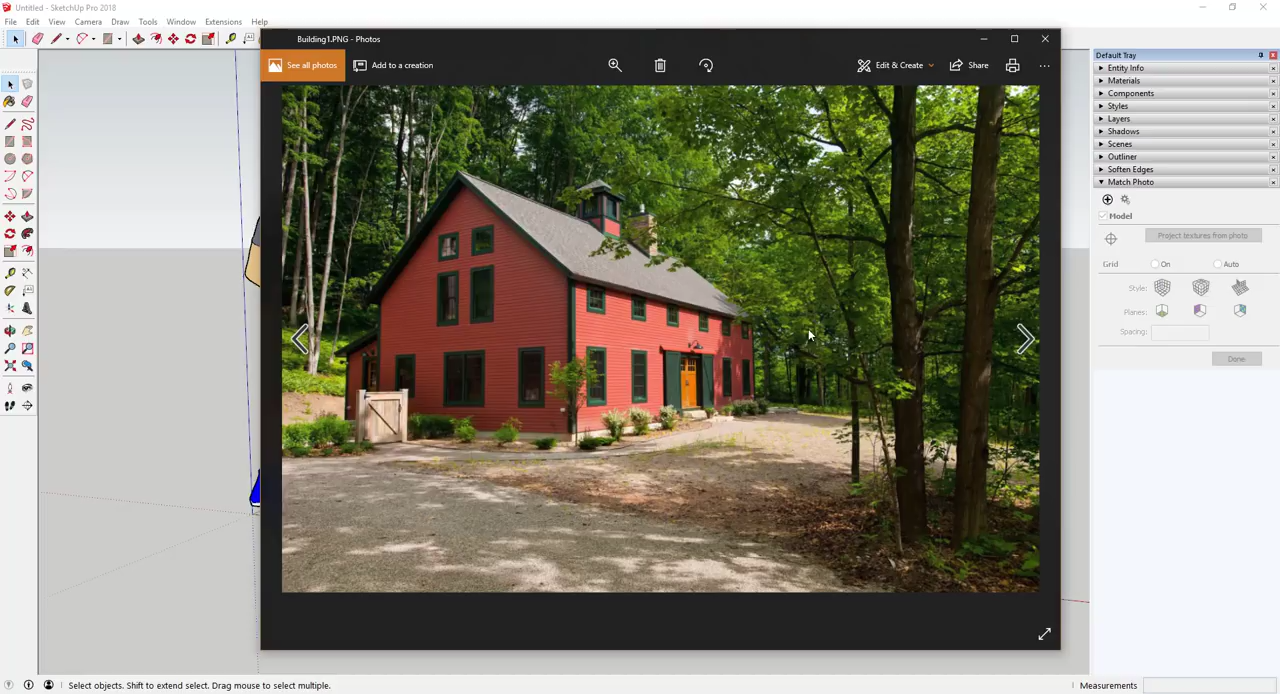 Untitled - SketchUp Pro 2018
File Edit View Camera Draw Tools Window Extensions Help
Building1.PNG - Photos
See all photos
Add to a creation
Edit & Create
Share
Default Tray
Entity Info
Materials
Components
Styles
Layers
Shadows
Scenes
Outliner
Soften Edges
Match Photo
Model
Project textures from photo
Grid On Auto
Style:
Planes:
Spacing:
Done
Select objects. Shift to extend select. Drag mouse to select multiple.
Measurements